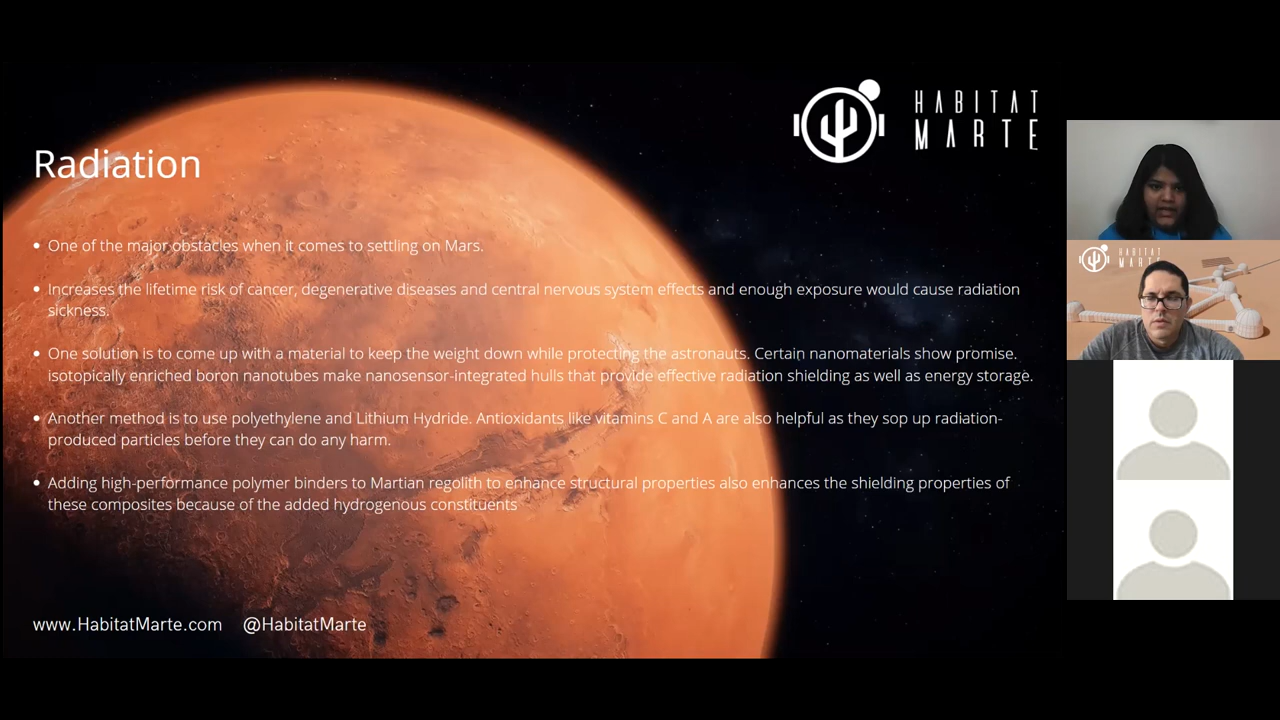 HABITAT
MARTE
Radiation
• One of the major obstacles when it comes to settling on Mars.
• Increases the lifetime risk of cancer, degenerative diseases and central nervous system effects and enough exposure would cause radiation
sickness.
• One solution is to come up with a material to keep the weight down while protecting the astronauts. Certain nanomaterials show promise.
isotopically enriched boron nanotubes make nanosensor-integrated hulls that provide effective radiation shielding as well as energy storage.
• Another method is to use polyethylene and Lithium Hydride. Antioxidants like vitamins C and A are also helpful as they sop up radiation-
produced particles before they can do any harm.
• Adding high-performance polymer binders to Martian regolith to enhance structural properties also enhances the shielding properties of
these composites because of the added hydrogenous constituents
www.HabitatMarte.com @HabitatMarte
HABITAT